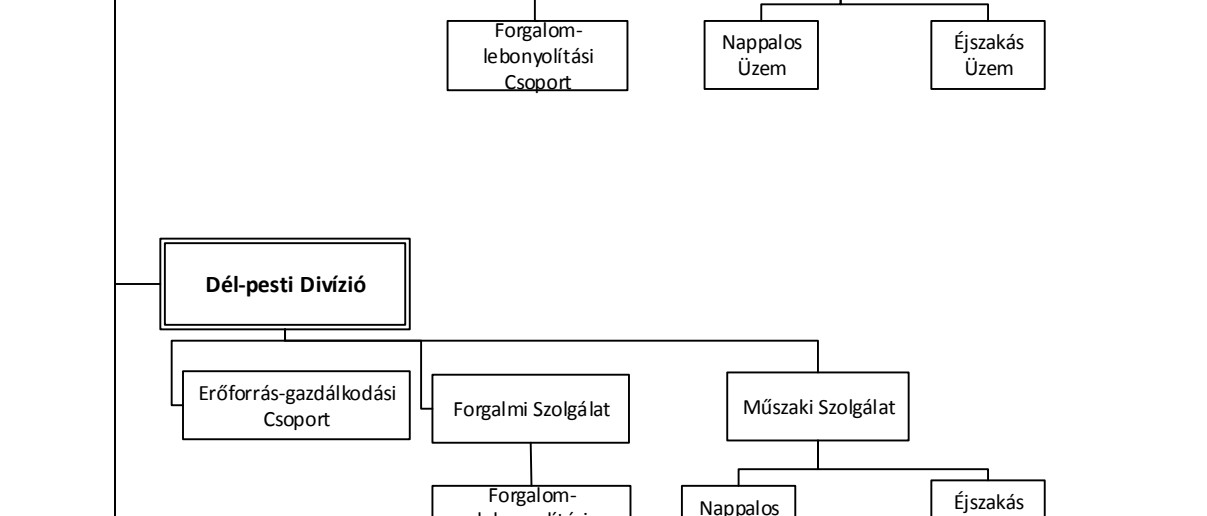 Forgalom-
lebonyolítási
Csoport
Nappalos
Üzem
Éjszakás
Üzem
Dél-pesti Divízió
Erőforrás-gazdálkodási
Csoport
Forgalmi Szolgálat
Műszaki Szolgálat
Forgalom-
Nappalos
Éjszakás